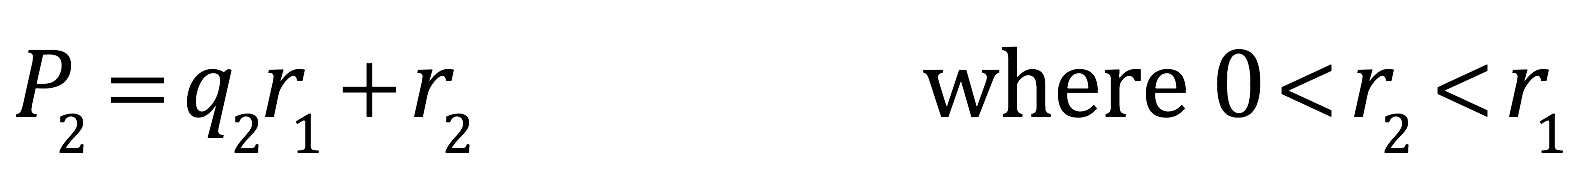 P₂ = q₂r₁ + r₂ where 0 < r₂ < r₁